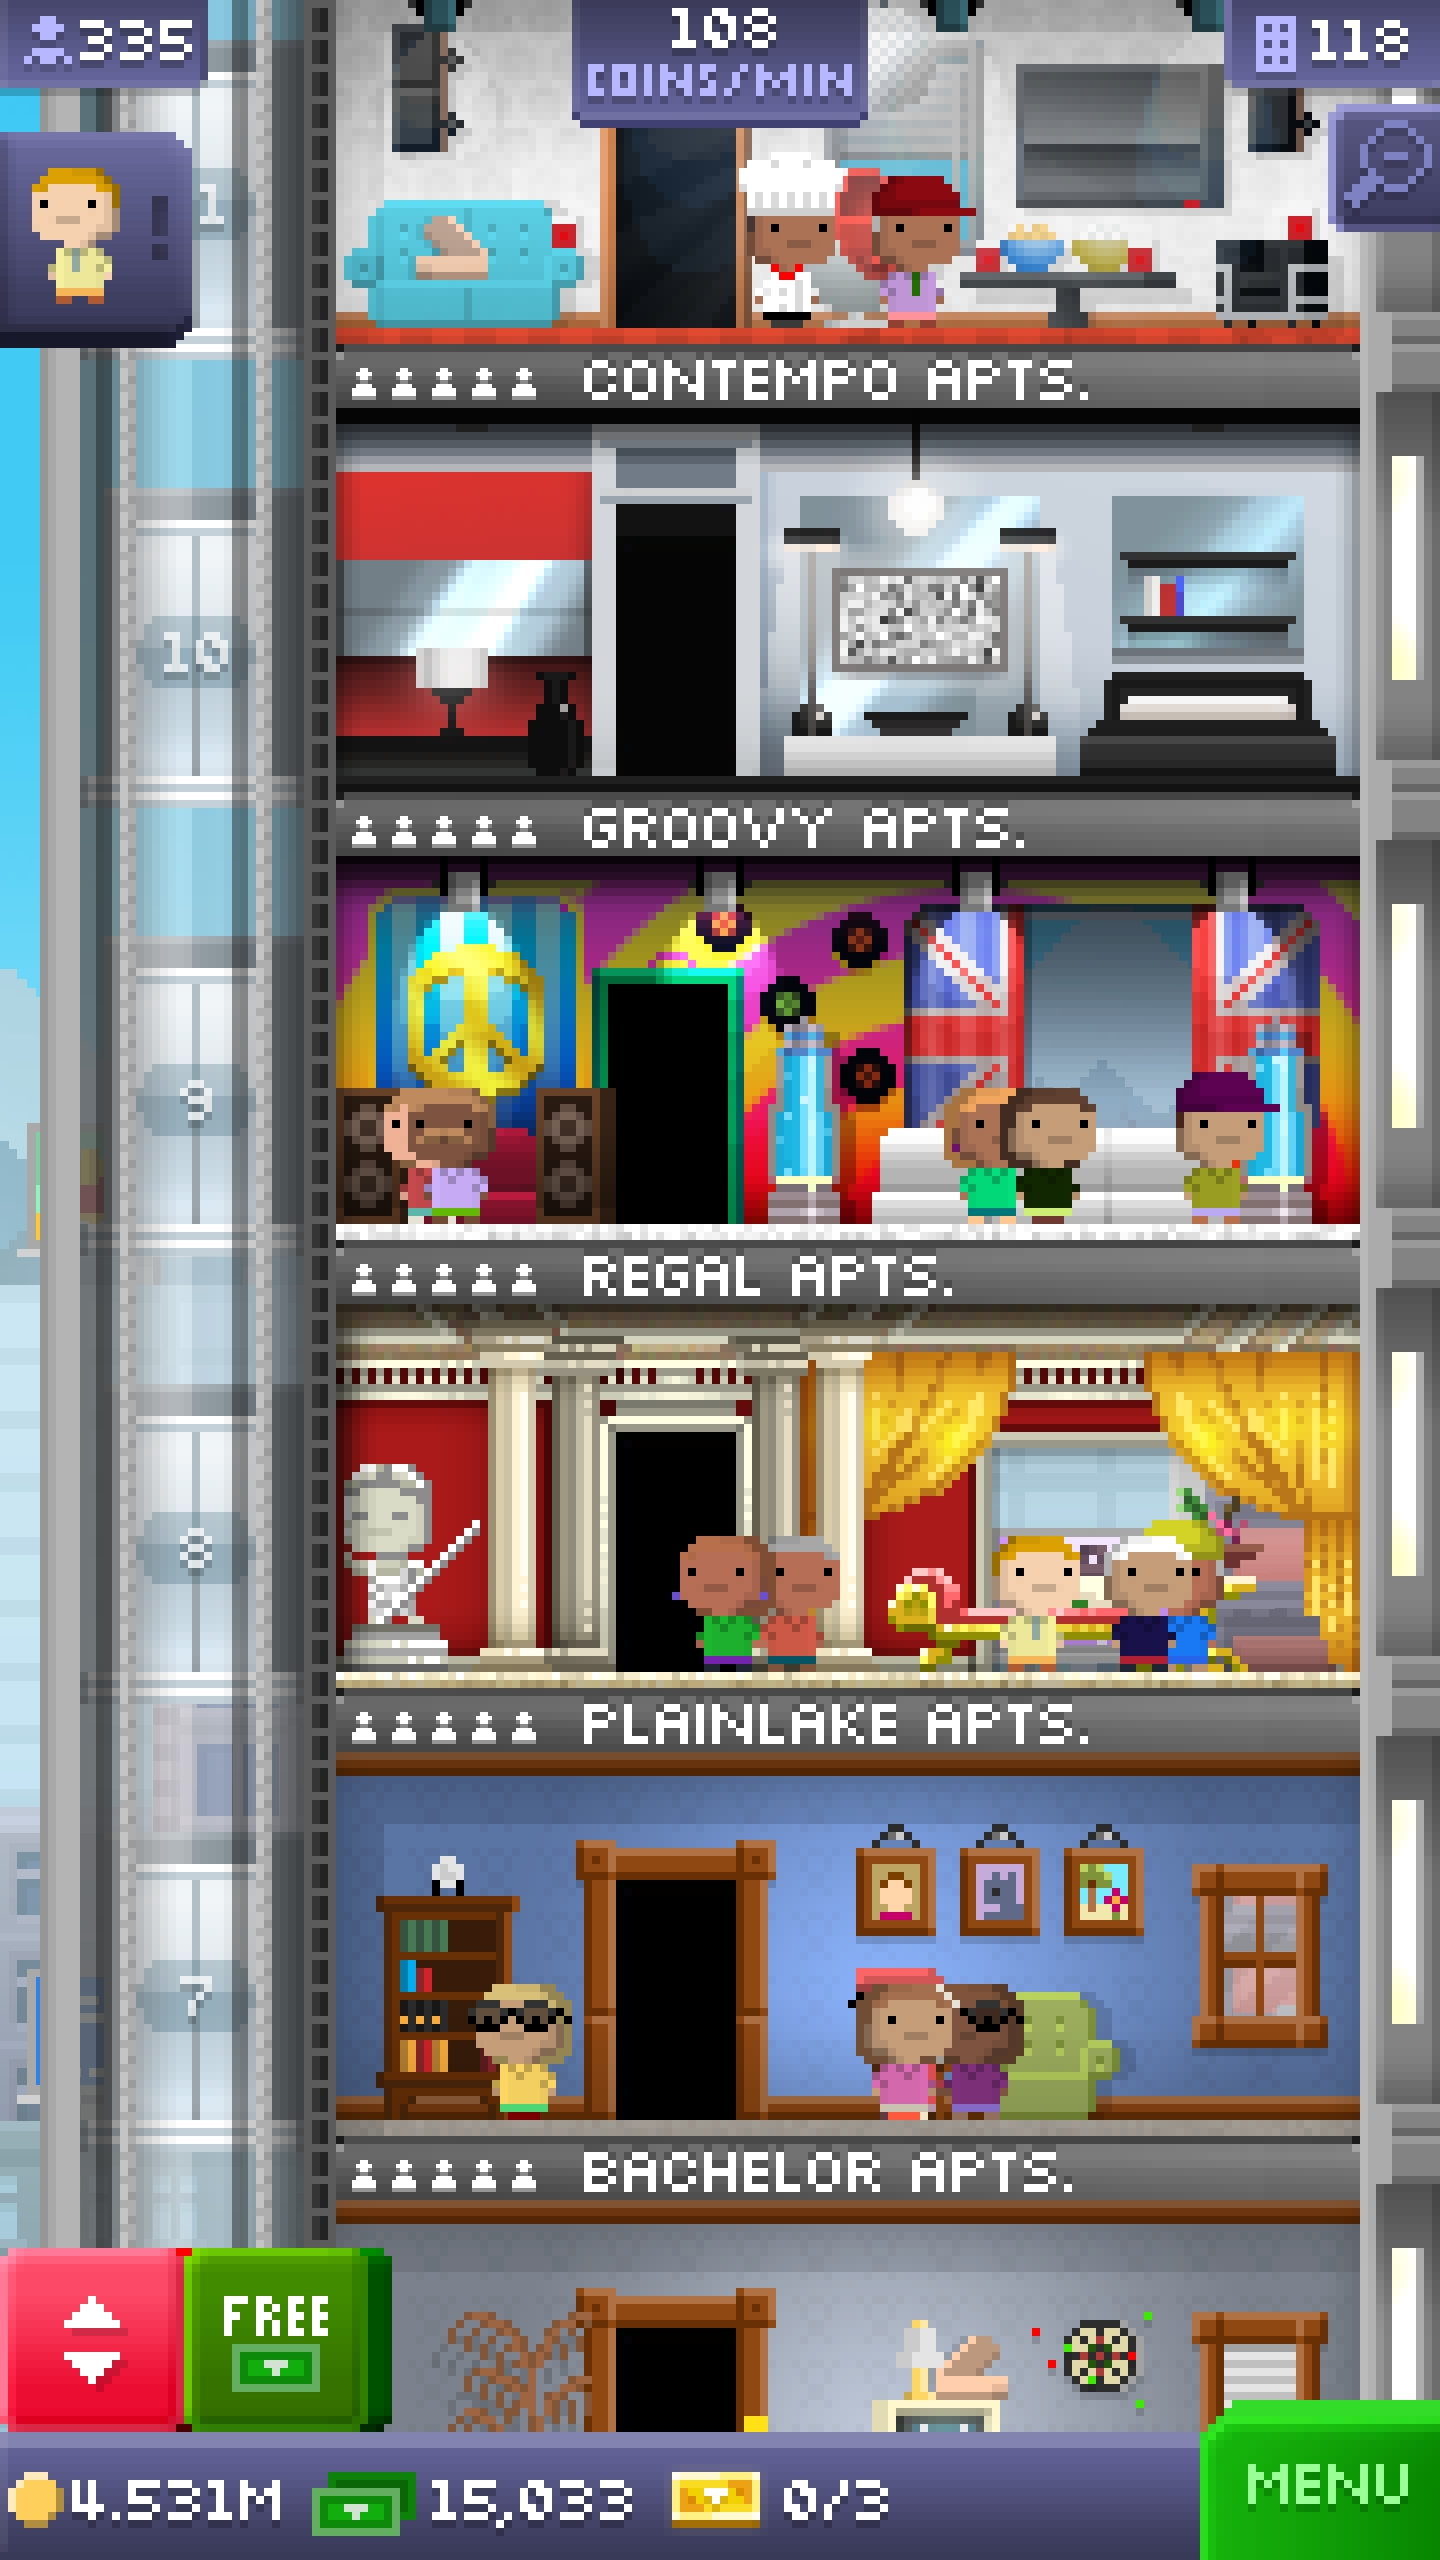 335
108
COINS/MIN
118
1
CONTEMPO APTS.
10
GROOVY APTS.
9
REGAL APTS.
8
PLAINLAKE APTS.
7
BACHELOR APTS.
FREE
4.531M
15,033
0/3
MENU